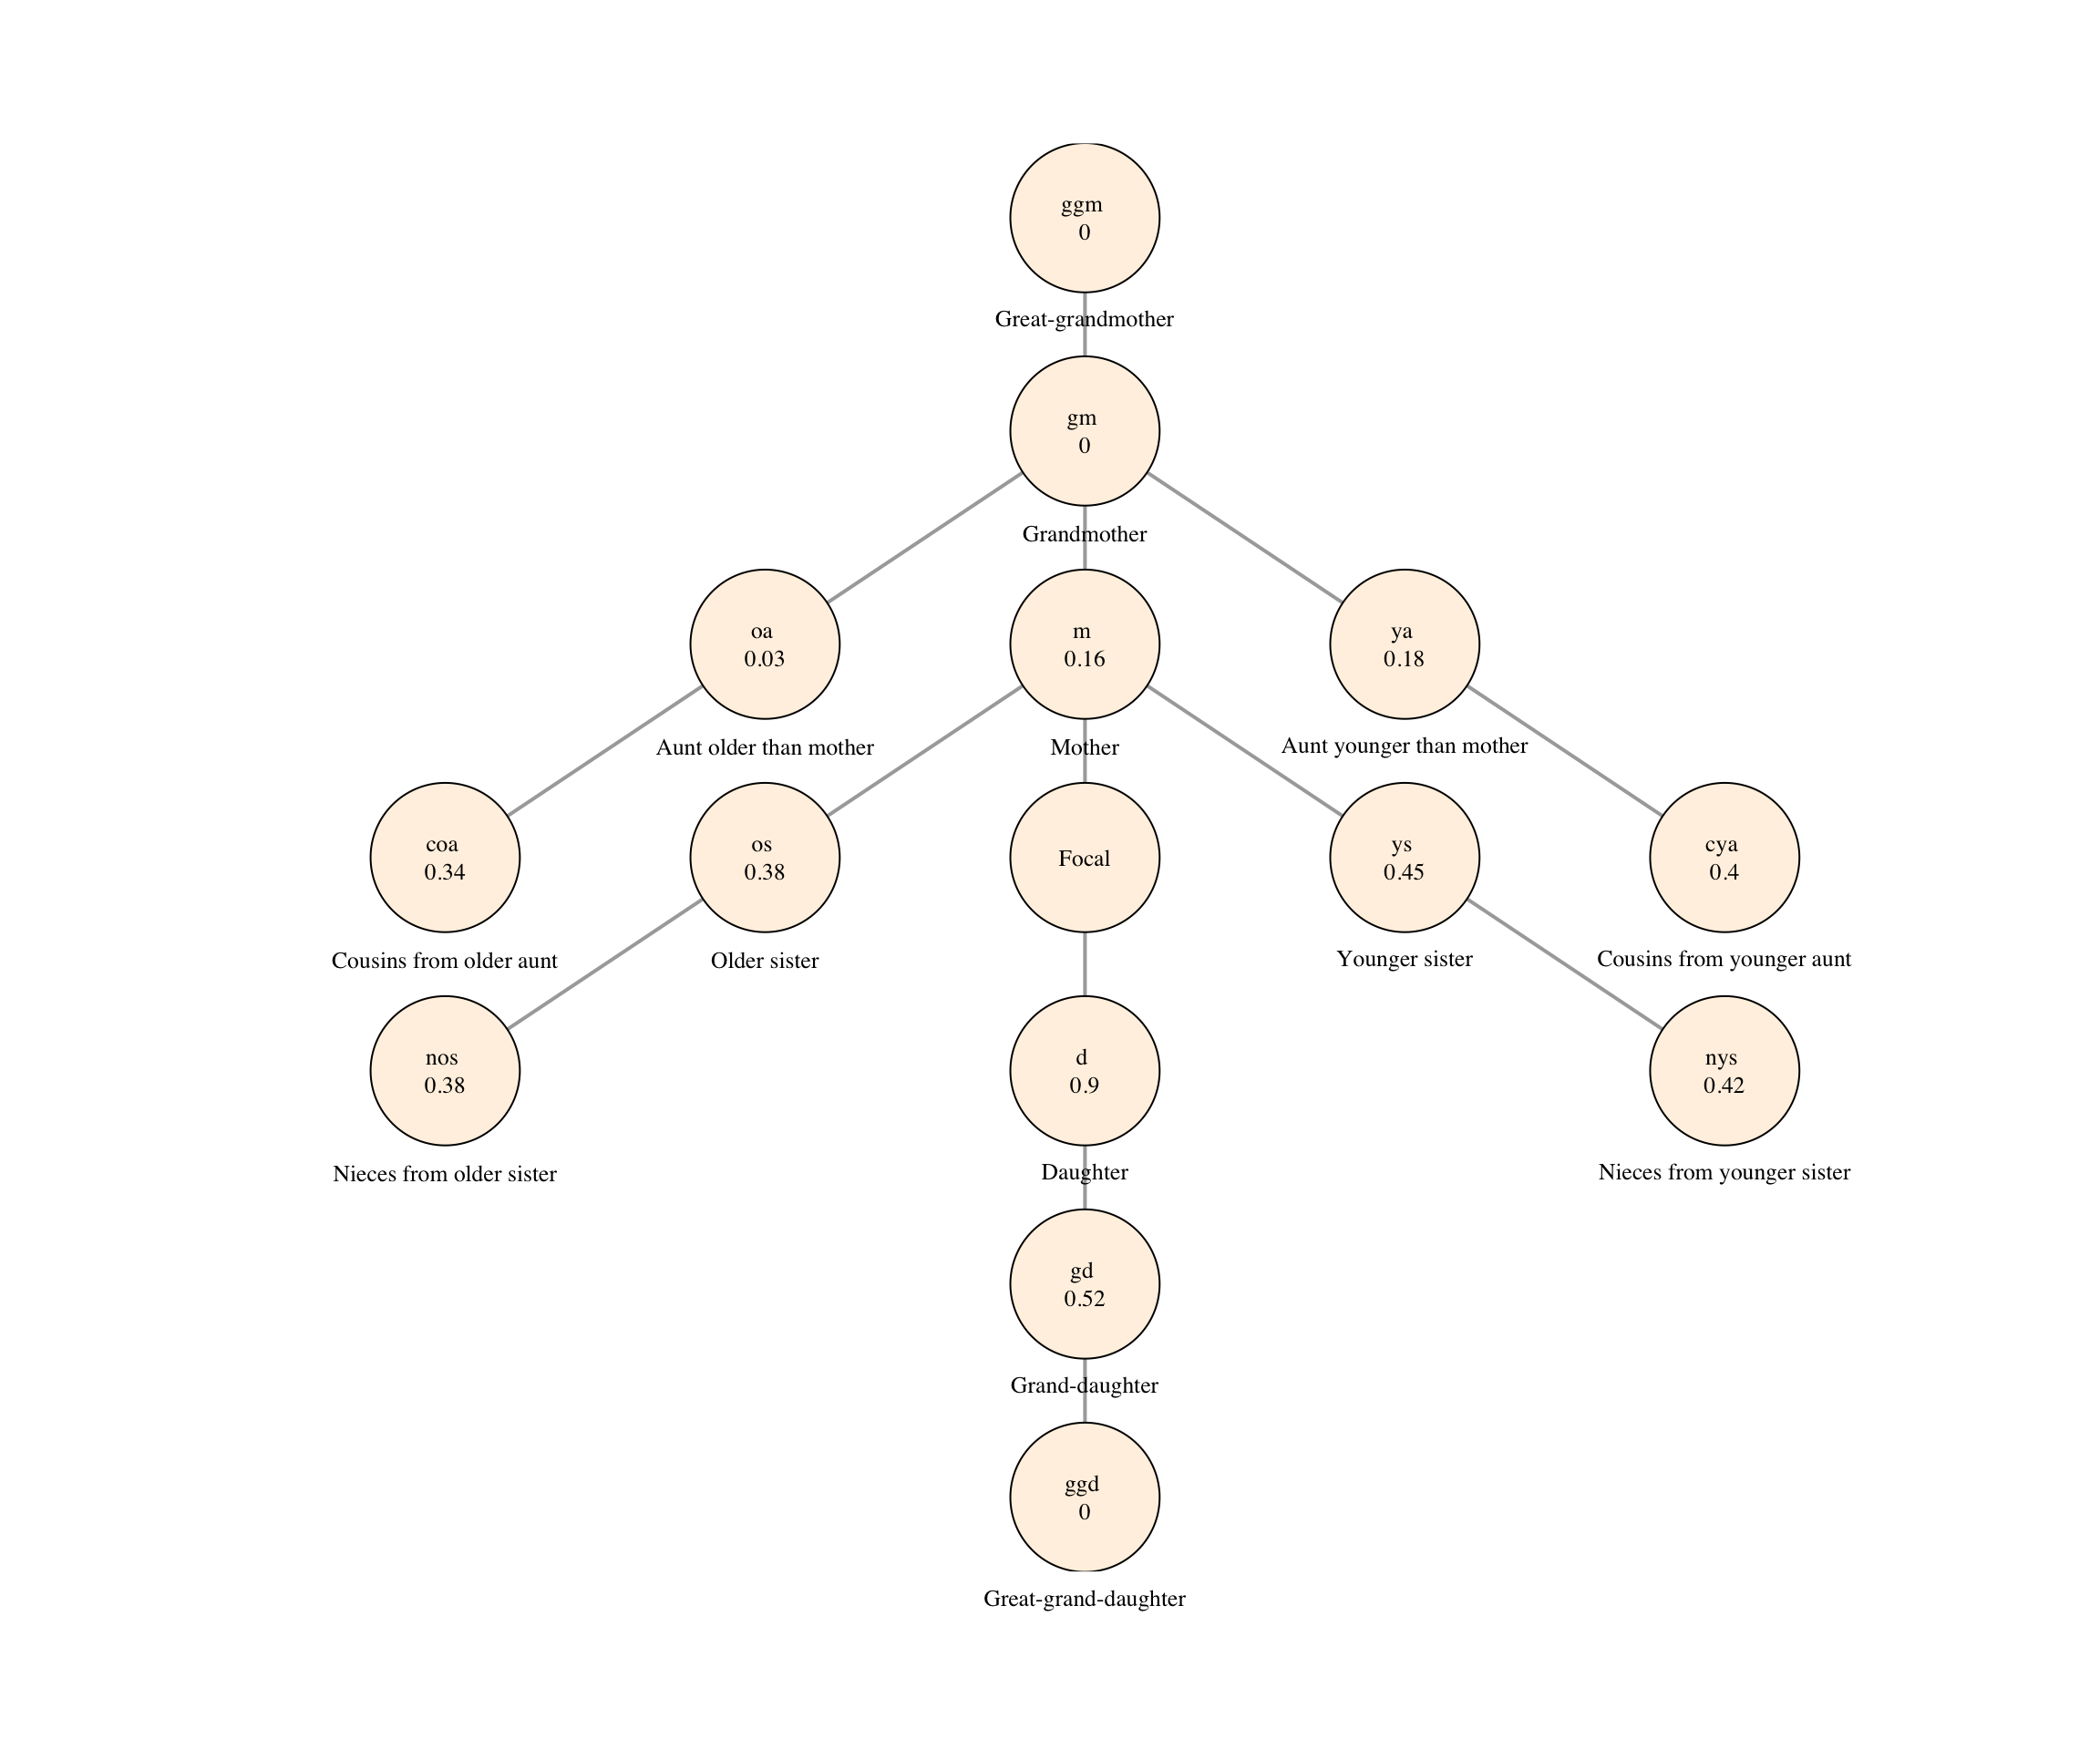 ggm
0
Great-grandmother
gm
0
Grandmother
oa
0.03
Aunt older than mother
m
0.16
Mother
ya
0.18
Aunt younger than mother
coa
0.34
Cousins from older aunt
os
0.38
Older sister
Focal
ys
0.45
Younger sister
cya
0.4
Cousins from younger aunt
nos
0.38
Nieces from older sister
d
0.9
Daughter
nys
0.42
Nieces from younger sister
gd
0.52
Grand-daughter
ggd
0
Great-grand-daughter